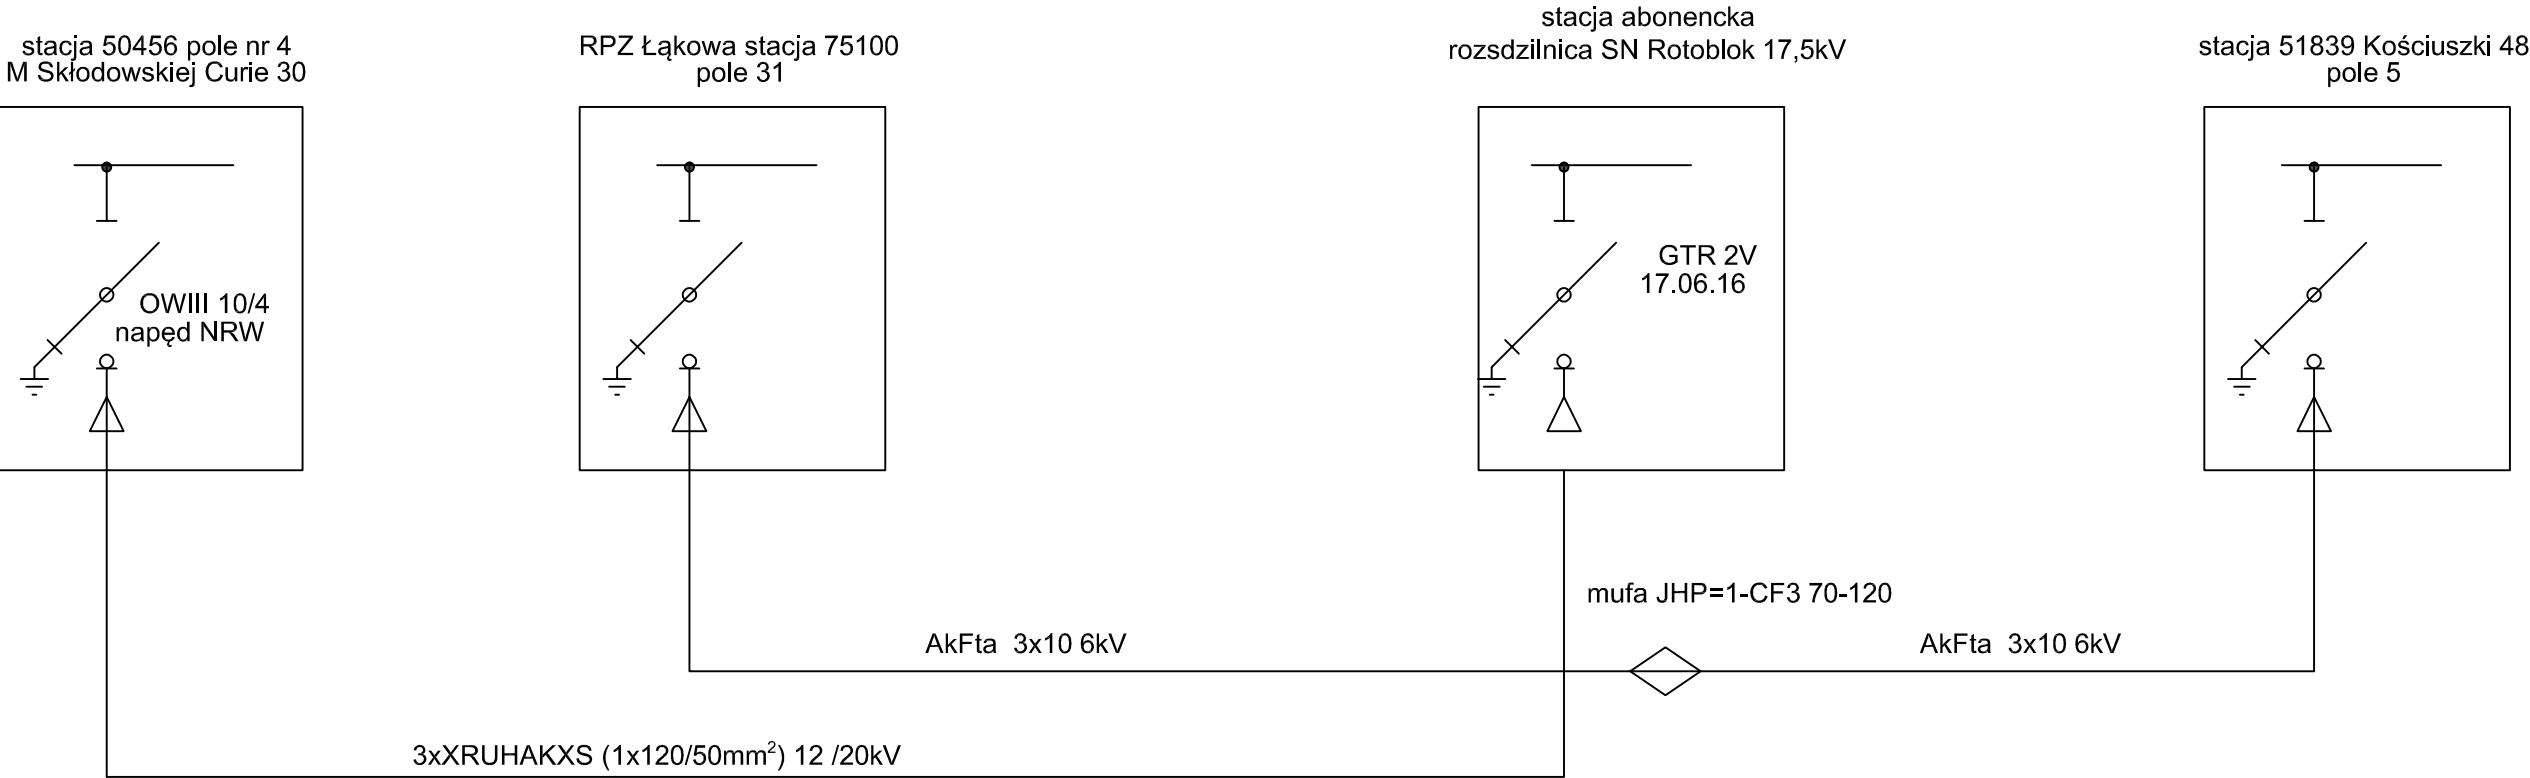 stacja 50456 pole nr 4
M Skłodowskiej Curie 30
RPZ Łąkowa stacja 75100
pole 31
stacja abonencka
rozsdzilnica SN Rotoblok 17,5kV
stacja 51839 Kościuszki 48
pole 5
OWIII 10/4
napęd NRW
GTR 2V
17.06.16
mufa JHP=1-CF3 70-120
AkFta 3x10 6kV
AkFta 3x10 6kV
3xXRUHAKXS (1x120/50mm²) 12 /20kV